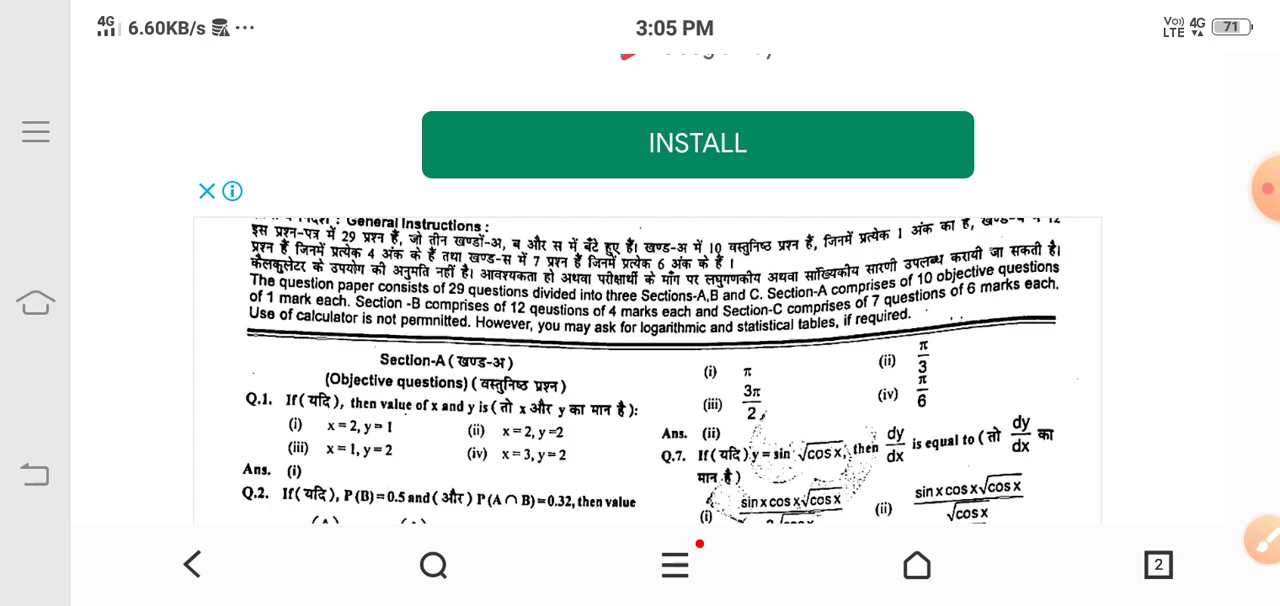 4G 6.60KB/s ...
3:05 PM
Vo) 4G LTE 71
INSTALL
: General Instructions :
इस प्रश्न-पत्र में 29 प्रश्न हैं, जो तीन खण्डों-अ, ब और स में बँटे हुए हैं। खण्ड-अ में 10 वस्तुनिष्ठ प्रश्न हैं, जिनमें प्रत्येक 1 अंक का है, खण्ड-ब में 12
प्रश्न हैं जिनमें प्रत्येक 4 अंक के हैं तथा खण्ड-स में 7 प्रश्न हैं जिनमें प्रत्येक 6 अंक के हैं ।
कैलकुलेटर के उपयोग की अनुमति नहीं है। आवश्यकता हो अथवा परीक्षार्थी के माँग पर लघुगणकीय अथवा सांख्यिकीय सारणी उपलब्ध करायी जा सकती है।
The question paper consists of 29 questions divided into three Sections-A,B and C. Section-A comprises of 10 objective questions
of 1 mark each. Section -B comprises of 12 qeustions of 4 marks each and Section-C comprises of 7 questions of 6 marks each.
Use of calculator is not permnitted. However, you may ask for logarithmic and statistical tables, if required.
Section-A ( खण्ड-अ )
(Objective questions) ( वस्तुनिष्ठ प्रश्न )
Q.1. If ( यदि ), then value of x and y is ( तो x और y का मान है ):
(i) x = 2, y = 1 (ii) x = 2, y =2
(iii) x = 1, y = 2 (iv) x = 3, y = 2
Ans. (i)
Q.2. If ( यदि ), P (B) = 0.5 and ( और ) P (A ∩ B) = 0.32, then value
(i) π (ii) π/3
(iii) 3π/2 (iv) π/6
Ans. (ii)
Q.7. If ( यदि ) y = sin √cos x, then dy/dx is equal to ( तो dy/dx का
मान है )
(i) sin x cos x√cos x (ii) sin x cos x√cos x/√cos x
2